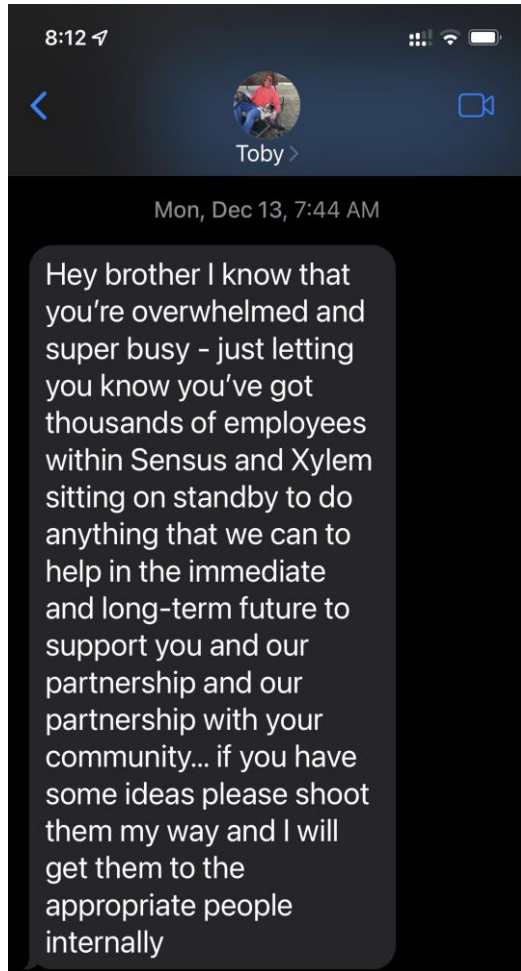 8:12
Toby
Mon, Dec 13, 7:44 AM
Hey brother I know that
you’re overwhelmed and
super busy - just letting
you know you’ve got
thousands of employees
within Sensus and Xylem
sitting on standby to do
anything that we can to
help in the immediate
and long-term future to
support you and our
partnership and our
partnership with your
community... if you have
some ideas please shoot
them my way and I will
get them to the
appropriate people
internally